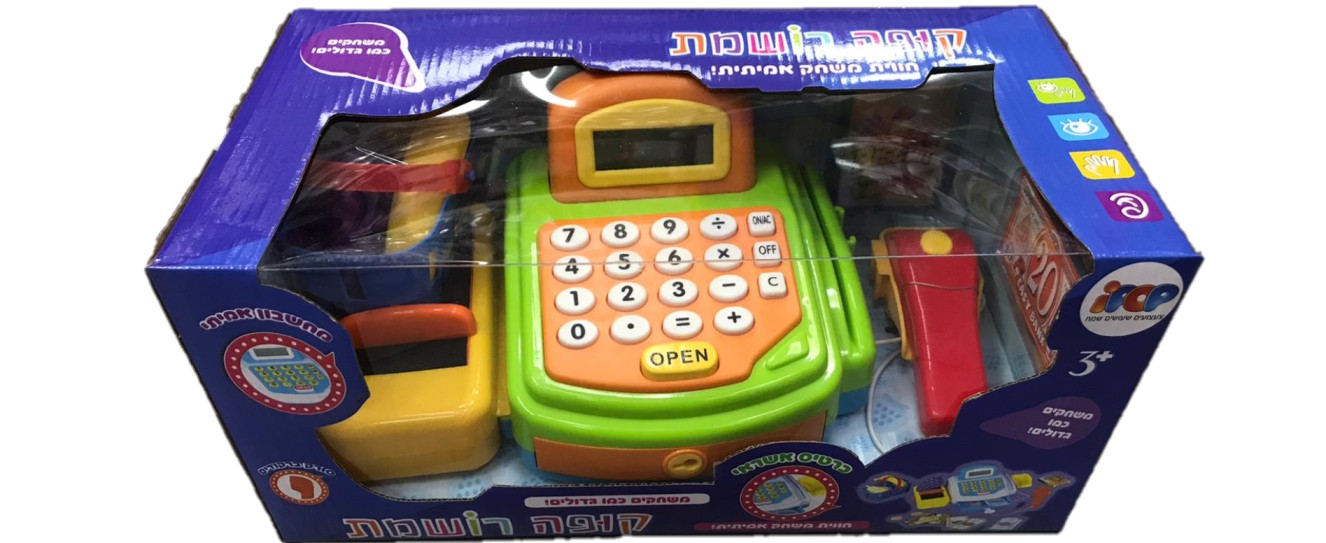 משחקים
כמו גדולים!
קופה רושמת
חווית משחק אמיתית!
7 8 9 ÷ ON/AC
4 5 6 × OFF
1 2 3 − C
0 . = +
OPEN
20
3+
מחשבון אמיתי
משחקים
כמו
גדולים!
כרטיס אשראי
משחקים כמו גדולים!
קופה רושמת
חווית משחק אמיתית!